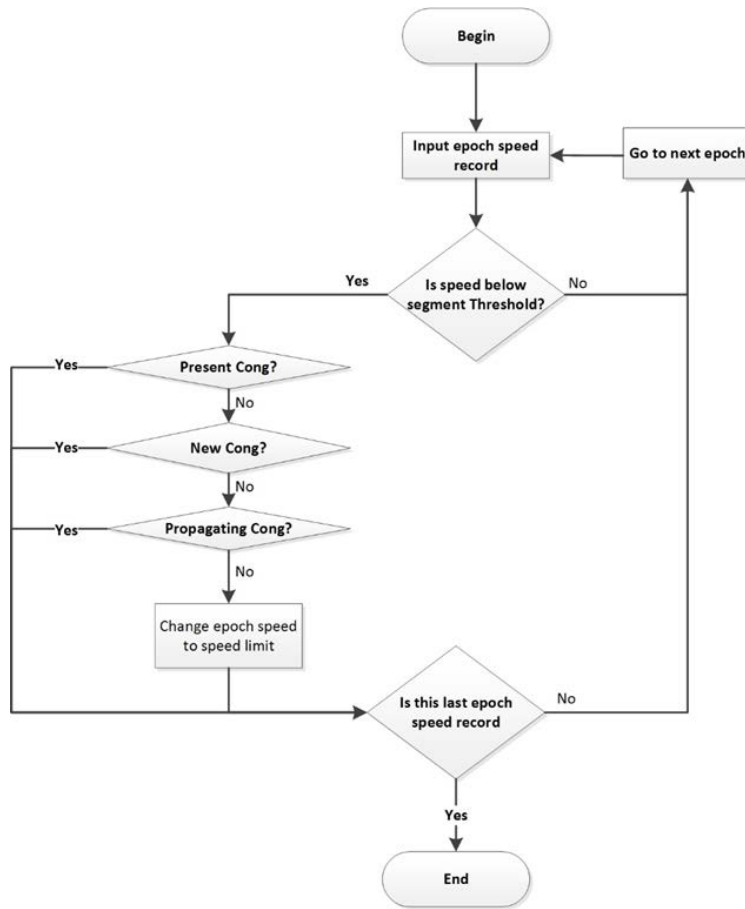 Begin
Input epoch speed
record
Go to next epoch
Is speed below
segment Threshold?
Yes
No
Present Cong?
Yes
No
New Cong?
Yes
No
Propagating Cong?
Yes
No
Change epoch speed
to speed limit
Is this last epoch
speed record
No
Yes
End